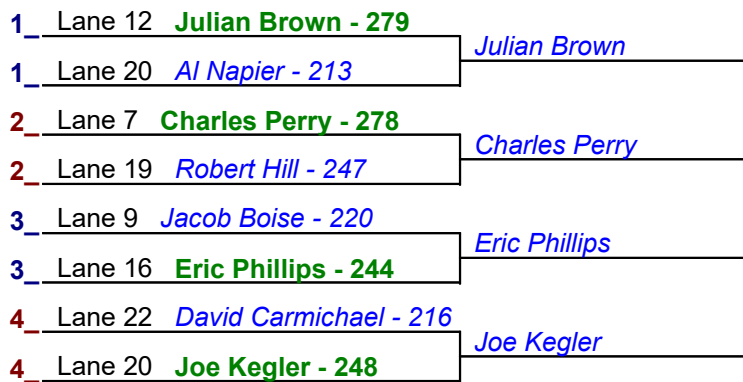 1_ Lane 12 Julian Brown - 279
Julian Brown
1_ Lane 20 Al Napier - 213
2_ Lane 7 Charles Perry - 278
Charles Perry
2_ Lane 19 Robert Hill - 247
3_ Lane 9 Jacob Boise - 220
Eric Phillips
3_ Lane 16 Eric Phillips - 244
4_ Lane 22 David Carmichael - 216
Joe Kegler
4_ Lane 20 Joe Kegler - 248